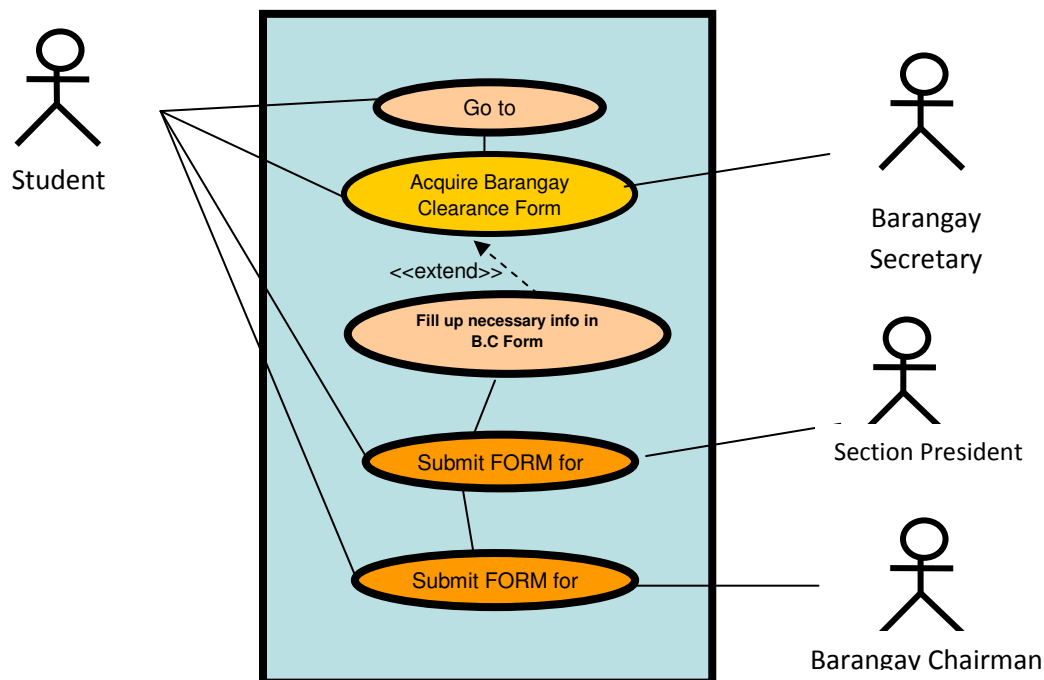 Go to
Student
Acquire Barangay
Clearance Form
Barangay
Secretary
<<extend>>
Fill up necessary info in
B.C Form
Submit FORM for
Section President
Submit FORM for
Barangay Chairman